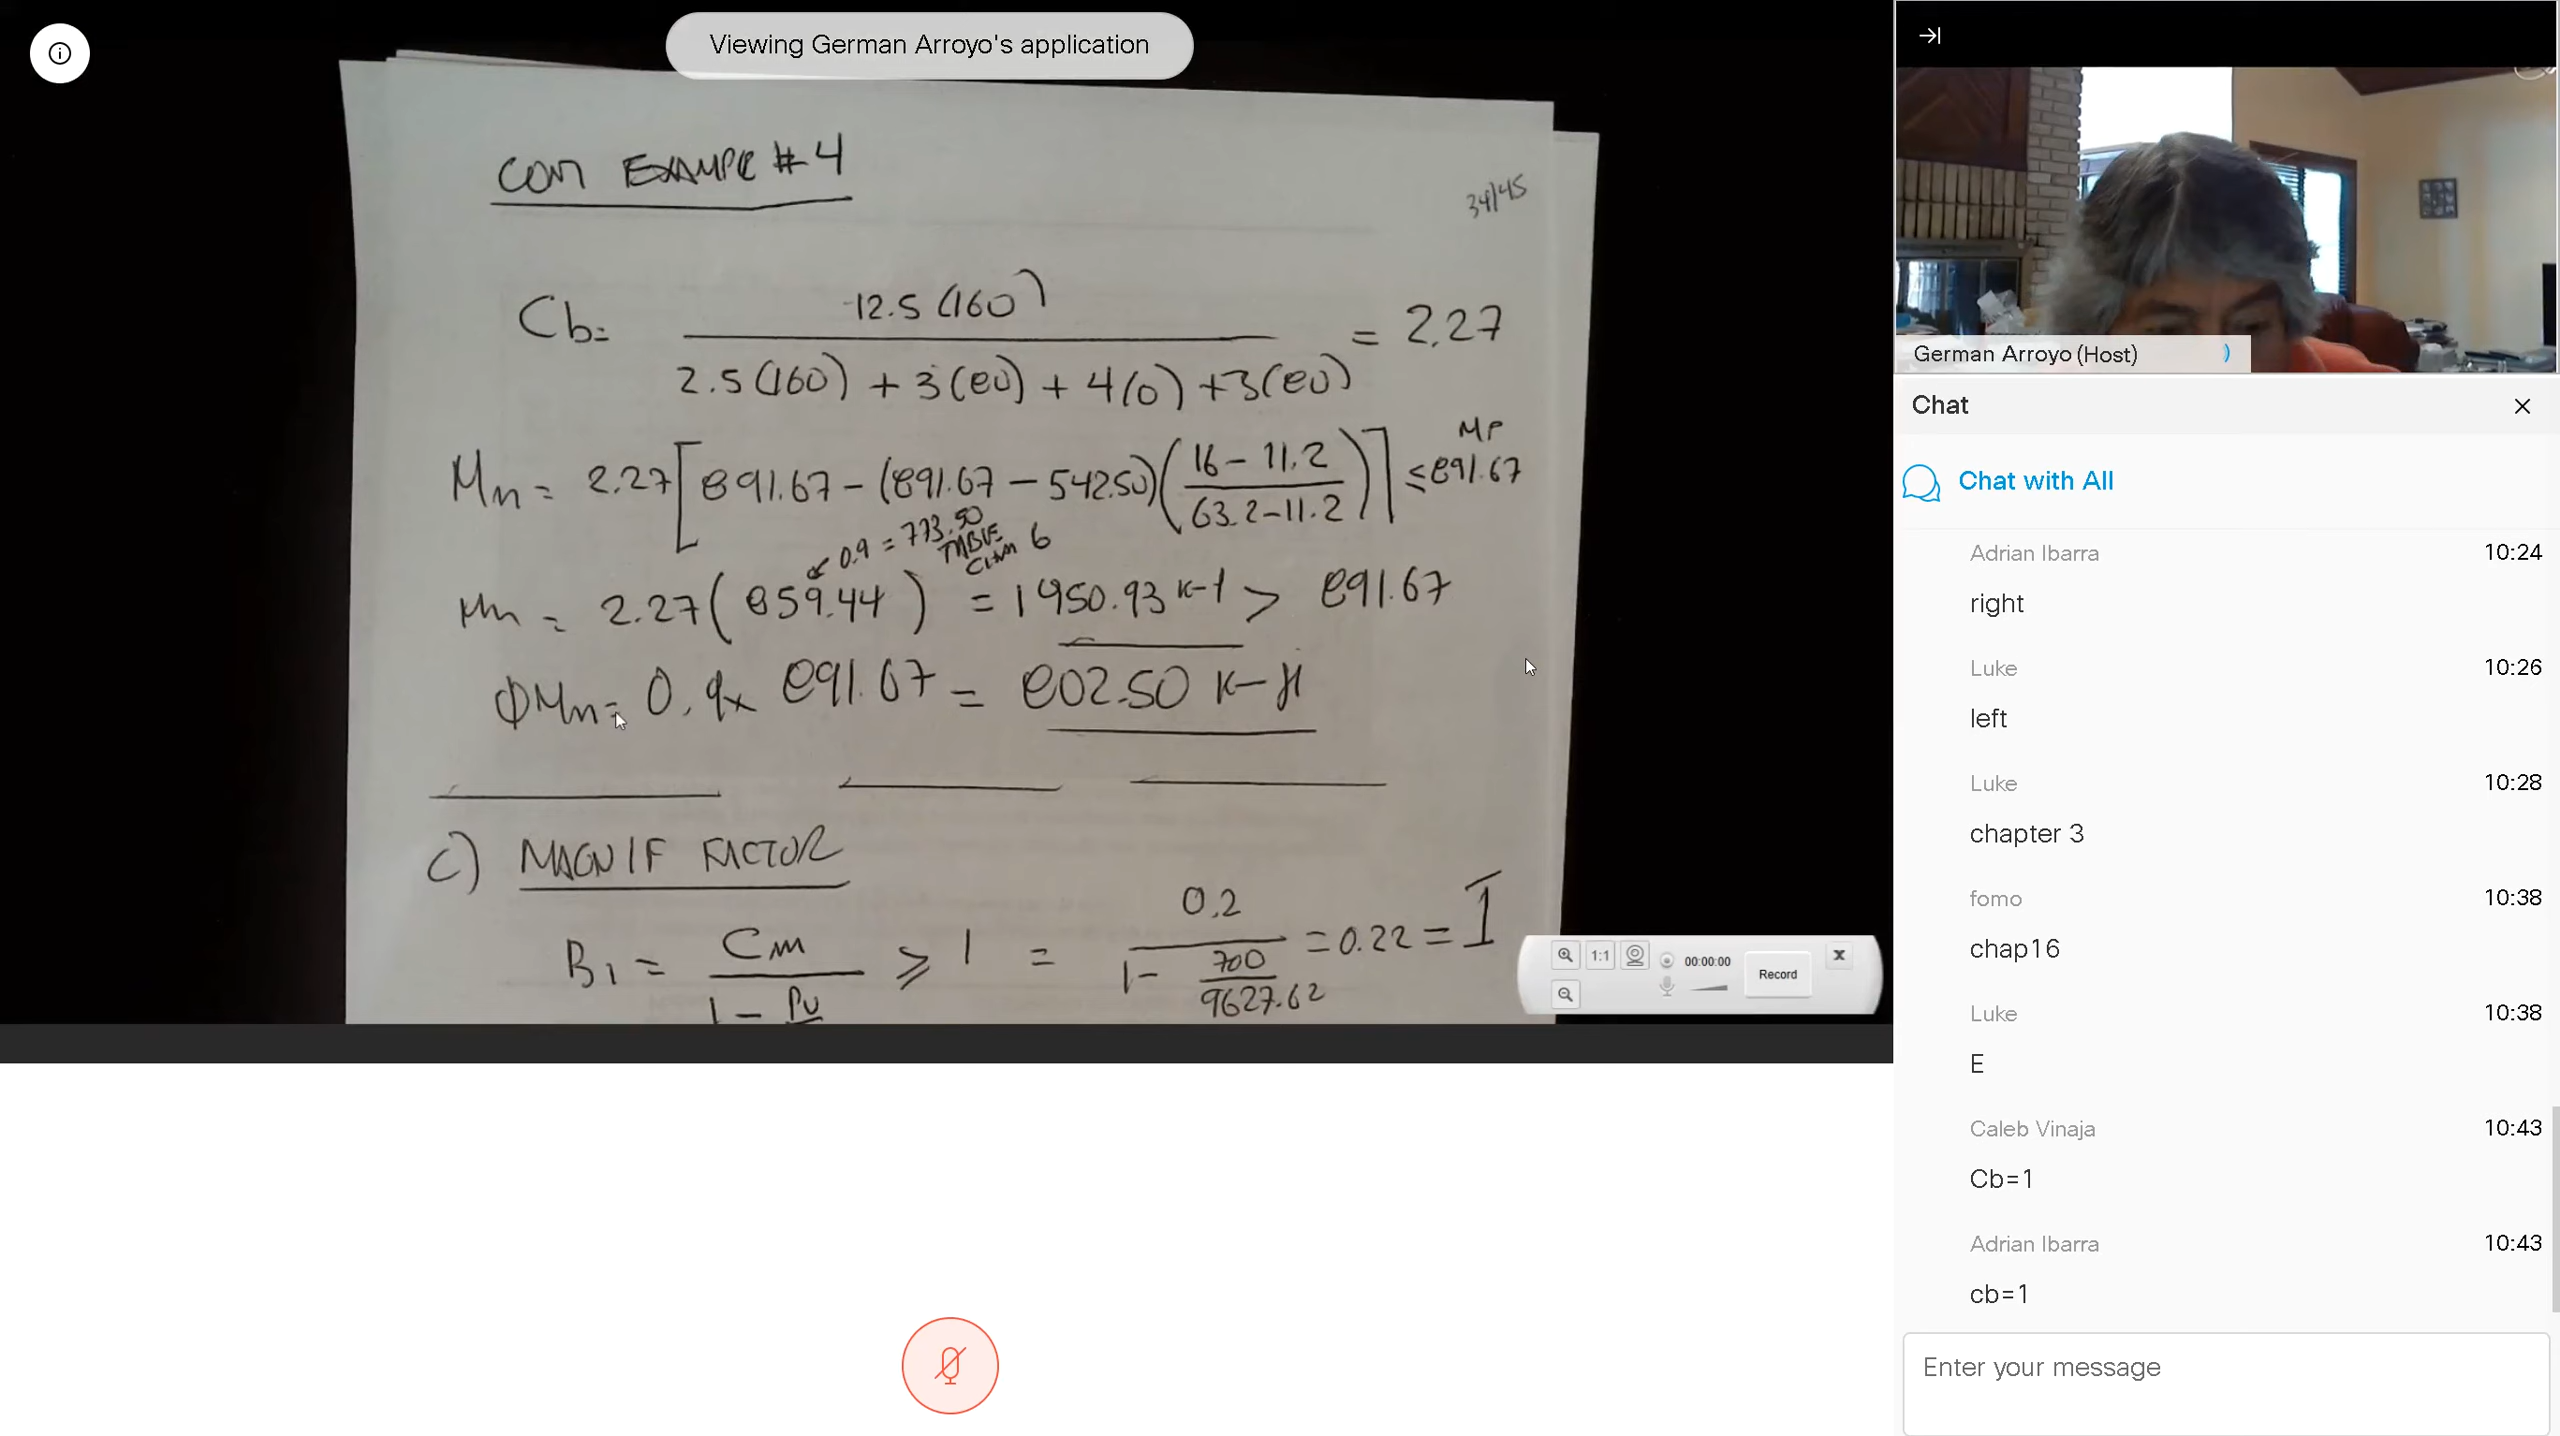 Viewing German Arroyo's application
CON EXAMPLE #4
34/45
Cb= 12.5(160) / 2.5(160) + 3(80) + 4(0) + 3(80) = 2.27
MP
Mn = 2.27[891.67 - (891.67 - 542.50)(16 - 11.2 / 63.2 - 11.2)] ≤ 891.67
0.9 = 773.50
TABLE
6
Mn = 2.27(859.44) = 1950.93 k-f > 891.67
ΦMn = 0.9x 891.67 = 802.50 k-ft
C) MAGNIF FACTOR
B1 = Cm / 1 - Pu ≥ 1 = 0.2 / 1 - 700/9627.62 = 0.22 = 1
1:1
00:00:00
Record
x
German Arroyo (Host)
Chat
Chat with All
Adrian Ibarra 10:24
right
Luke 10:26
left
Luke 10:28
chapter 3
fomo 10:38
chap16
Luke 10:38
E
Caleb Vinaja 10:43
Cb=1
Adrian Ibarra 10:43
cb=1
Enter your message